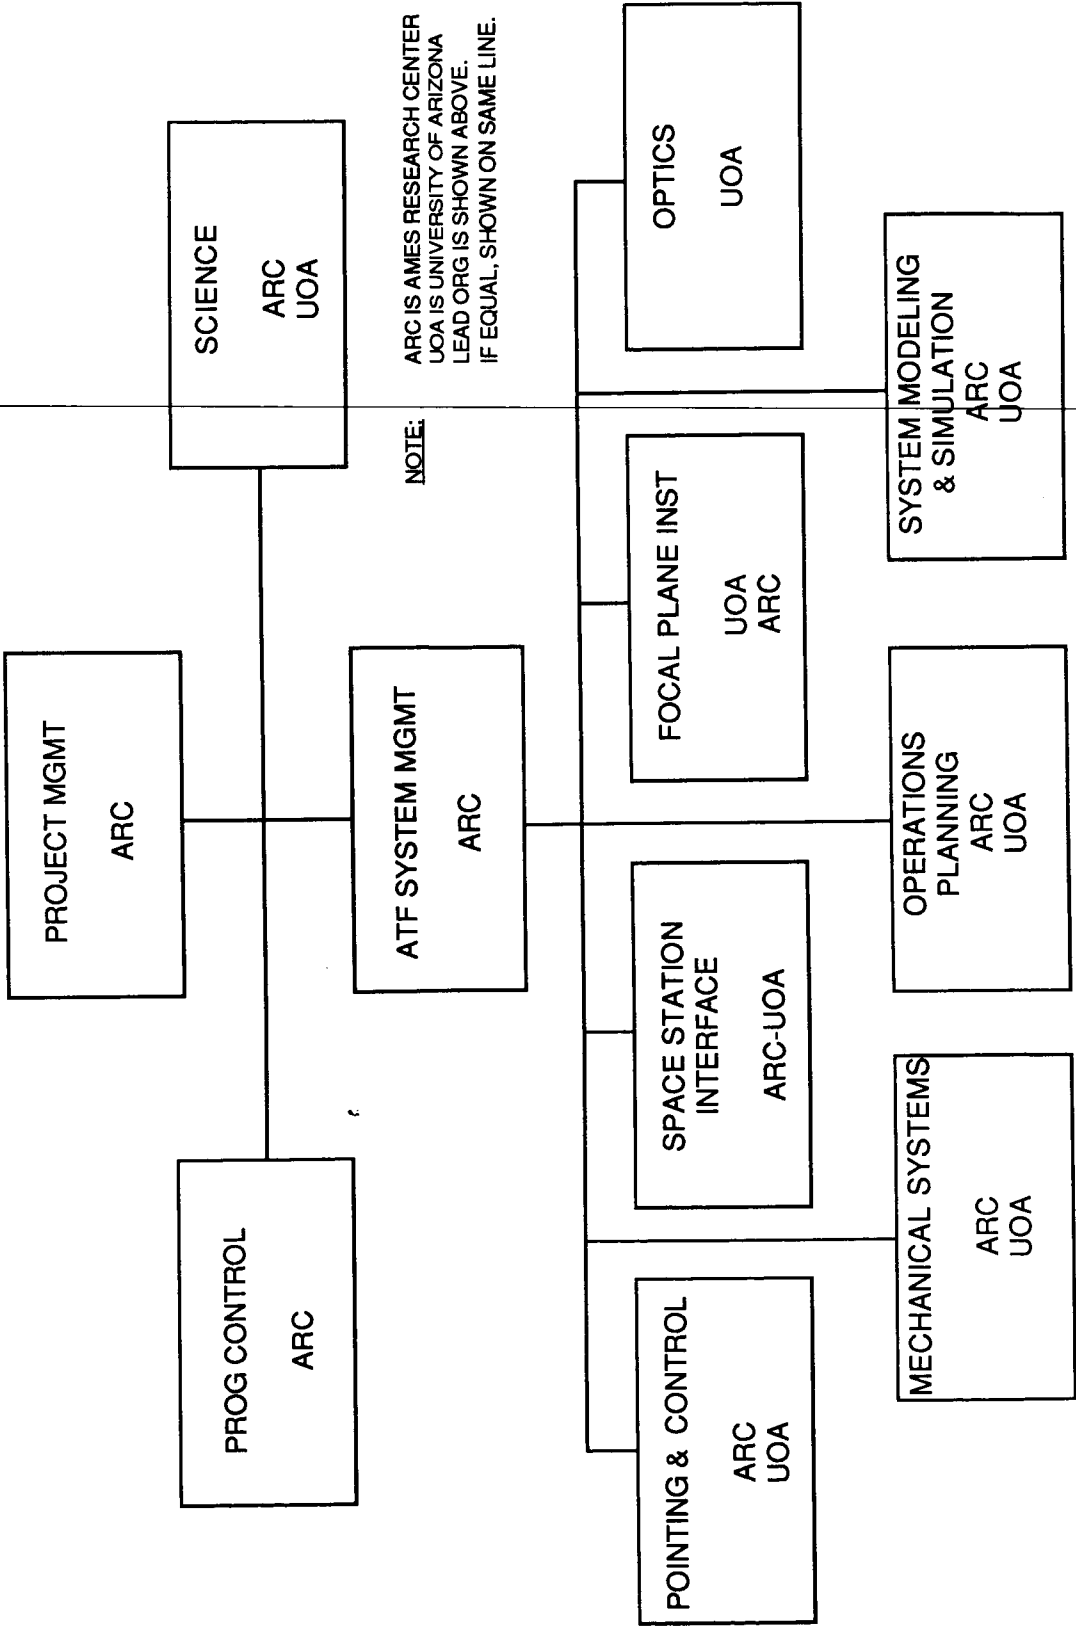 PROJECT MGMT
ARC
PROG CONTROL
ARC
SCIENCE
ARC
UOA
ATF SYSTEM MGMT
ARC
NOTE:
ARC IS AMES RESEARCH CENTER
UOA IS UNIVERSITY OF ARIZONA
LEAD ORG IS SHOWN ABOVE.
IF EQUAL, SHOWN ON SAME LINE.
POINTING & CONTROL
ARC
UOA
SPACE STATION
INTERFACE
ARC-UOA
FOCAL PLANE INST
UOA
ARC
OPTICS
UOA
MECHANICAL SYSTEMS
ARC
UOA
OPERATIONS
PLANNING
ARC
UOA
SYSTEM MODELING
& SIMULATION
ARC
UOA